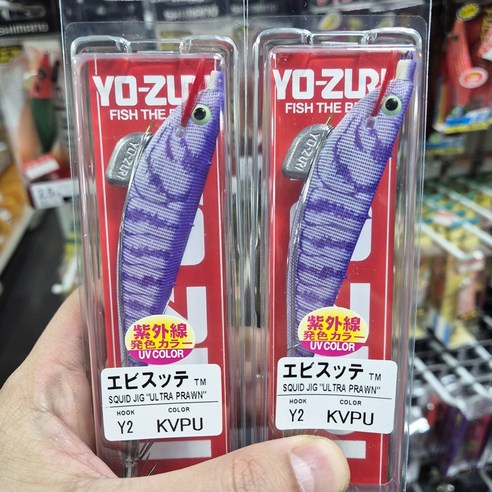 YO-ZURI
FISH THE BE
YO-ZUR
紫外線
発色カラー
UV COLOR
エビスッテ TM
SQUID JIG "ULTRA PRAWN"
HOOK COLOR
Y2 KVPU
YO-ZURI
FISH THE B
YO-ZUR
紫外線
発色カラー
UV COLOR
エビスッテ TM
SQUID JIG "ULTRA PRAWN"
HOOK COLOR
Y2 KVPU